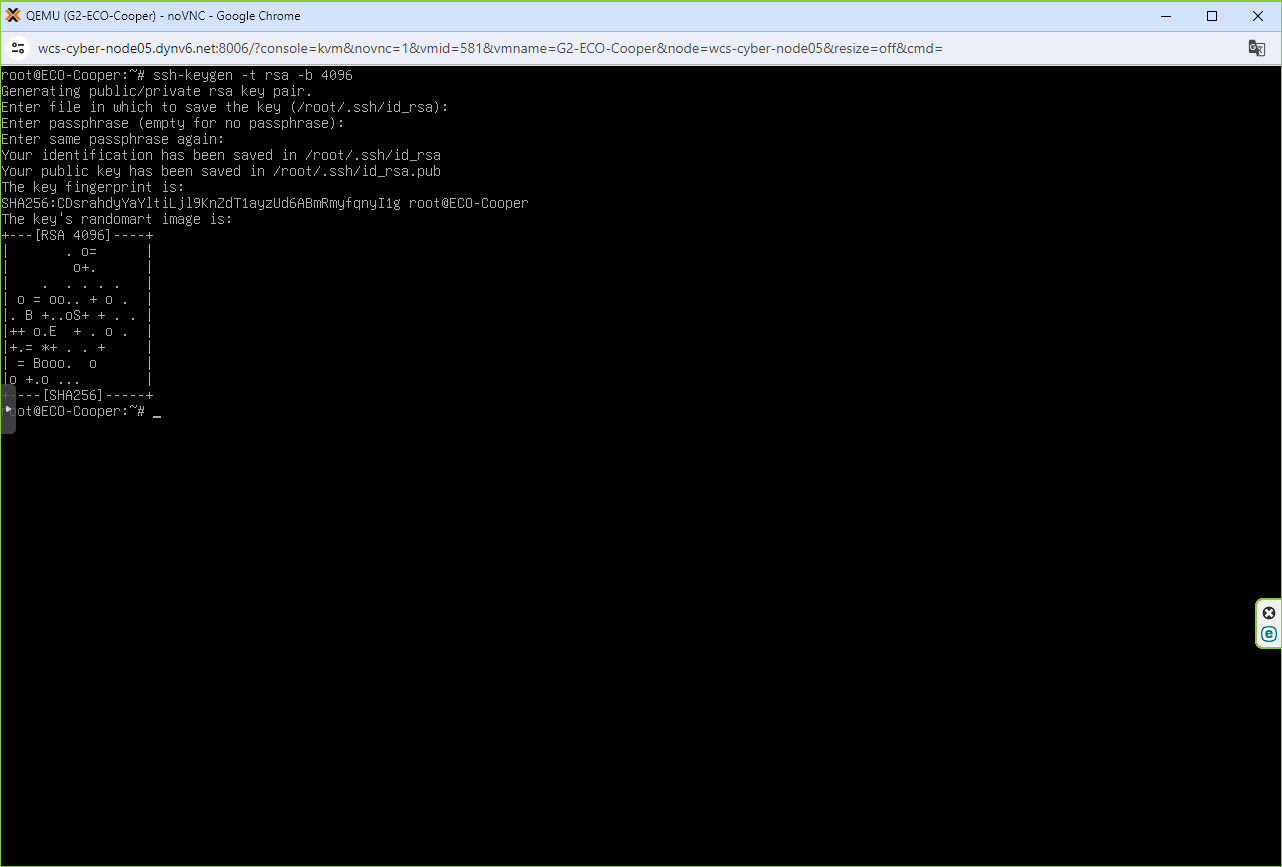 QEMU (G2-ECO-Cooper) - noVNC - Google Chrome
wcs-cyber-node05.dynv6.net:8006/?console=kvm&novnc=1&vmid=581&vmname=G2-ECO-Cooper&node=wcs-cyber-node05&resize=off&cmd=
root@ECO-Cooper:~# ssh-keygen -t rsa -b 4096
Generating public/private rsa key pair.
Enter file in which to save the key (/root/.ssh/id_rsa):
Enter passphrase (empty for no passphrase):
Enter same passphrase again:
Your identification has been saved in /root/.ssh/id_rsa
Your public key has been saved in /root/.ssh/id_rsa.pub
The key fingerprint is:
SHA256:CDsrahdyYaYltiLjl9KnZdT1ayzUd6ABmRmyfqnyI1g root@ECO-Cooper
The key's randomart image is:
+---[RSA 4096]----+
|       . o=      |
|        o+.      |
|    .  . . . .   |
| o = oo.. + o .  |
|. B +..oS+ + . . |
|++ o.E  + . o .  |
|+.= *+ . . +     |
| = Booo.  o      |
|o +.o ...        |
+----[SHA256]-----+
root@ECO-Cooper:~# _
e